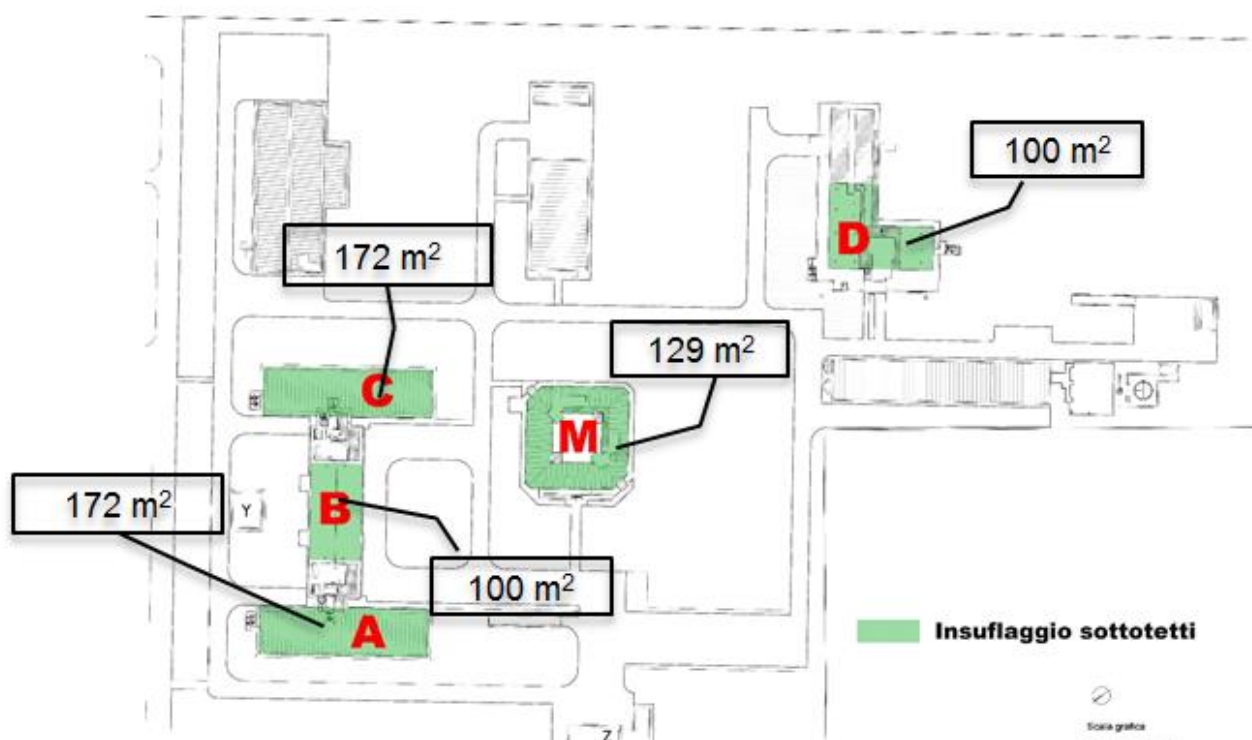 100 m²
D
172 m²
129 m²
C
M
172 m²
B
Y
100 m²
A
Insuflaggio sottotetti
Scala grafica
Z